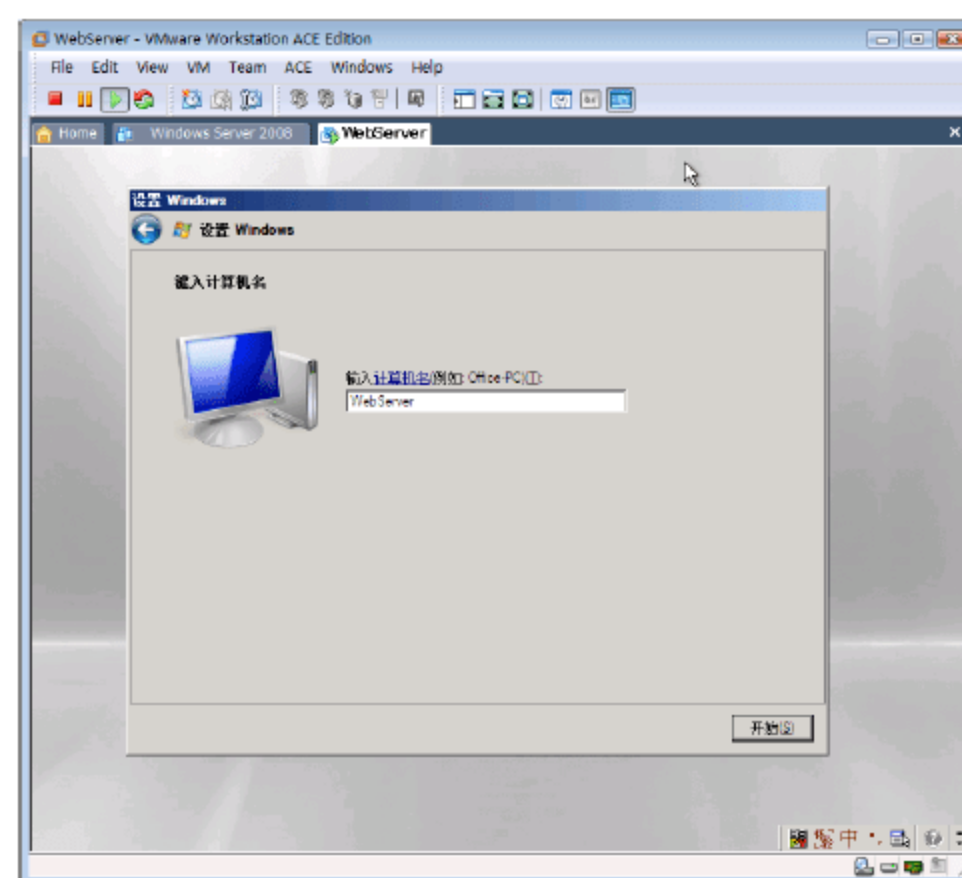 WebServer - VMware Workstation ACE Edition
File Edit View VM Team ACE Windows Help
Home Windows Server 2008 WebServer
设置 Windows
设置 Windows
键入计算机名
输入计算机名(例如: Office-PC)(T):
WebServer
开始(S)
中